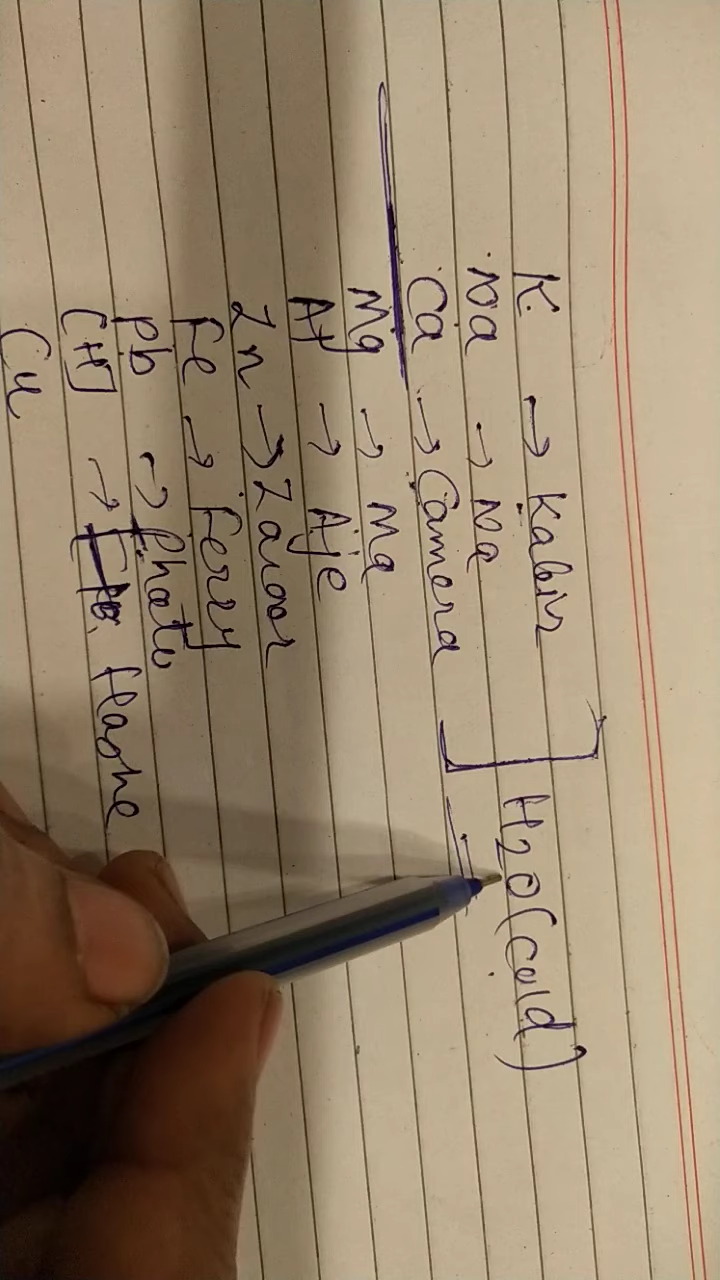 K. → Kabir
Na → Na H2O(cold)
Ca → Camera
Mg → Ma
Al → Aje
Zn → Zaroor
Fe → Ferry
Pb → Phato
[H] → flashe
Cu